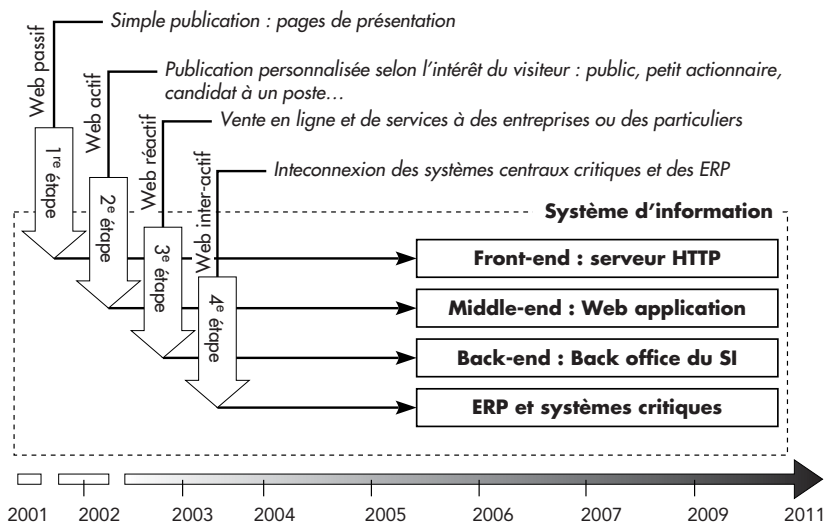 Simple publication : pages de présentation
Web passif
Publication personnalisée selon l'intérêt du visiteur : public, petit actionnaire,
candidat à un poste…
Web actif
Vente en ligne et de services à des entreprises ou des particuliers
Web réactif
Inteconnexion des systèmes centraux critiques et des ERP
Web inter-actif
1re étape
2e étape
3e étape
4e étape
Système d'information
Front-end : serveur HTTP
Middle-end : Web application
Back-end : Back office du SI
ERP et systèmes critiques
2001 2002 2003 2004 2005 2006 2007 2009 2011